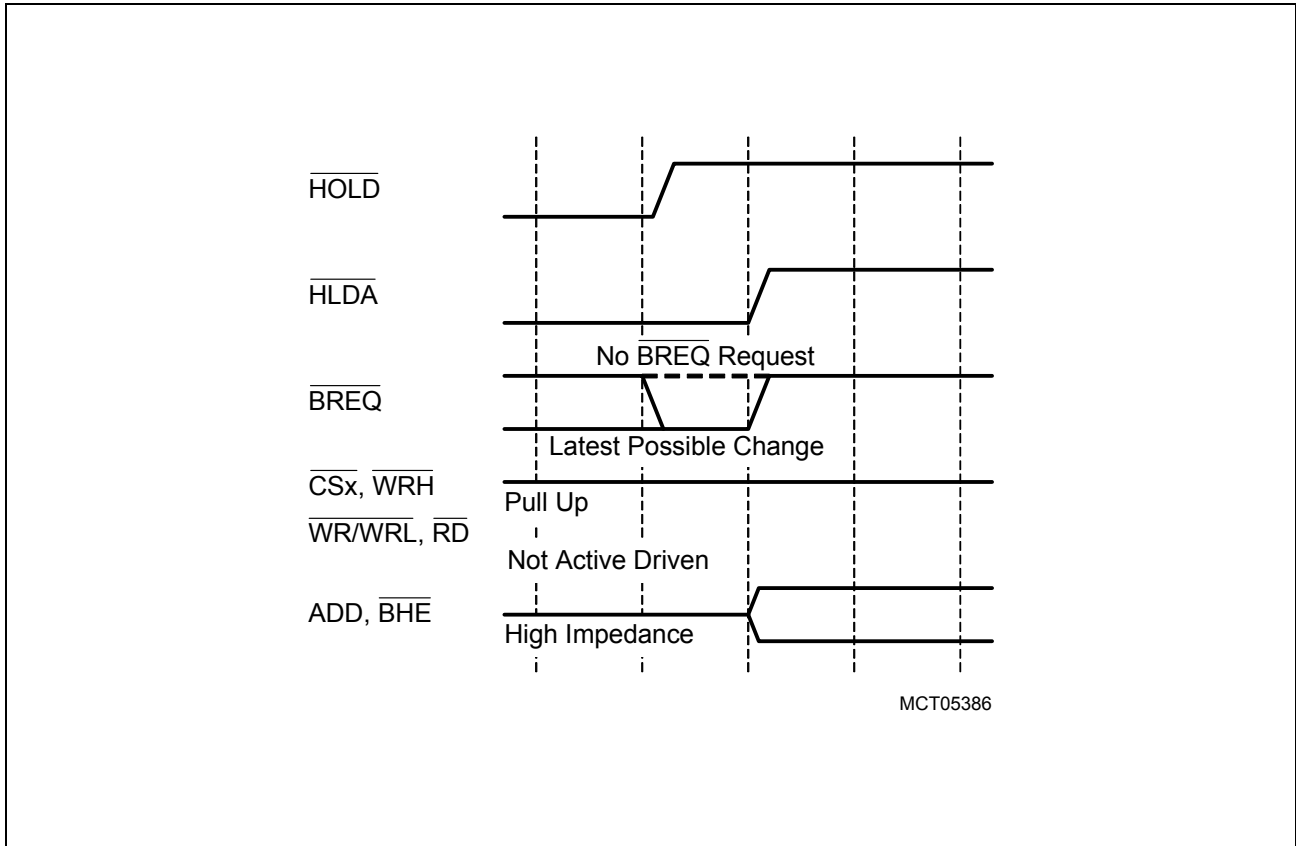 HOLD
HLDA
No BREQ Request
BREQ
Latest Possible Change
CSx, WRH
Pull Up
WR/WRL, RD
Not Active Driven
ADD, BHE
High Impedance
MCT05386